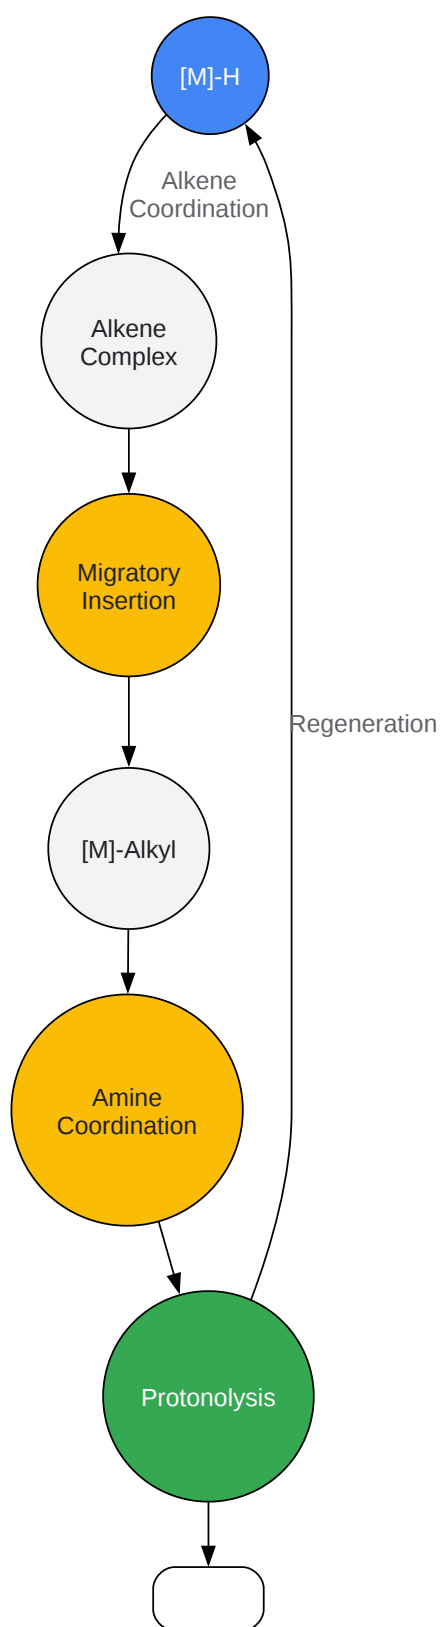 [M]-H
Alkene
Coordination
Alkene
Complex
Migratory
Insertion
Regeneration
[M]-Alkyl
Amine
Coordination
Protonolysis